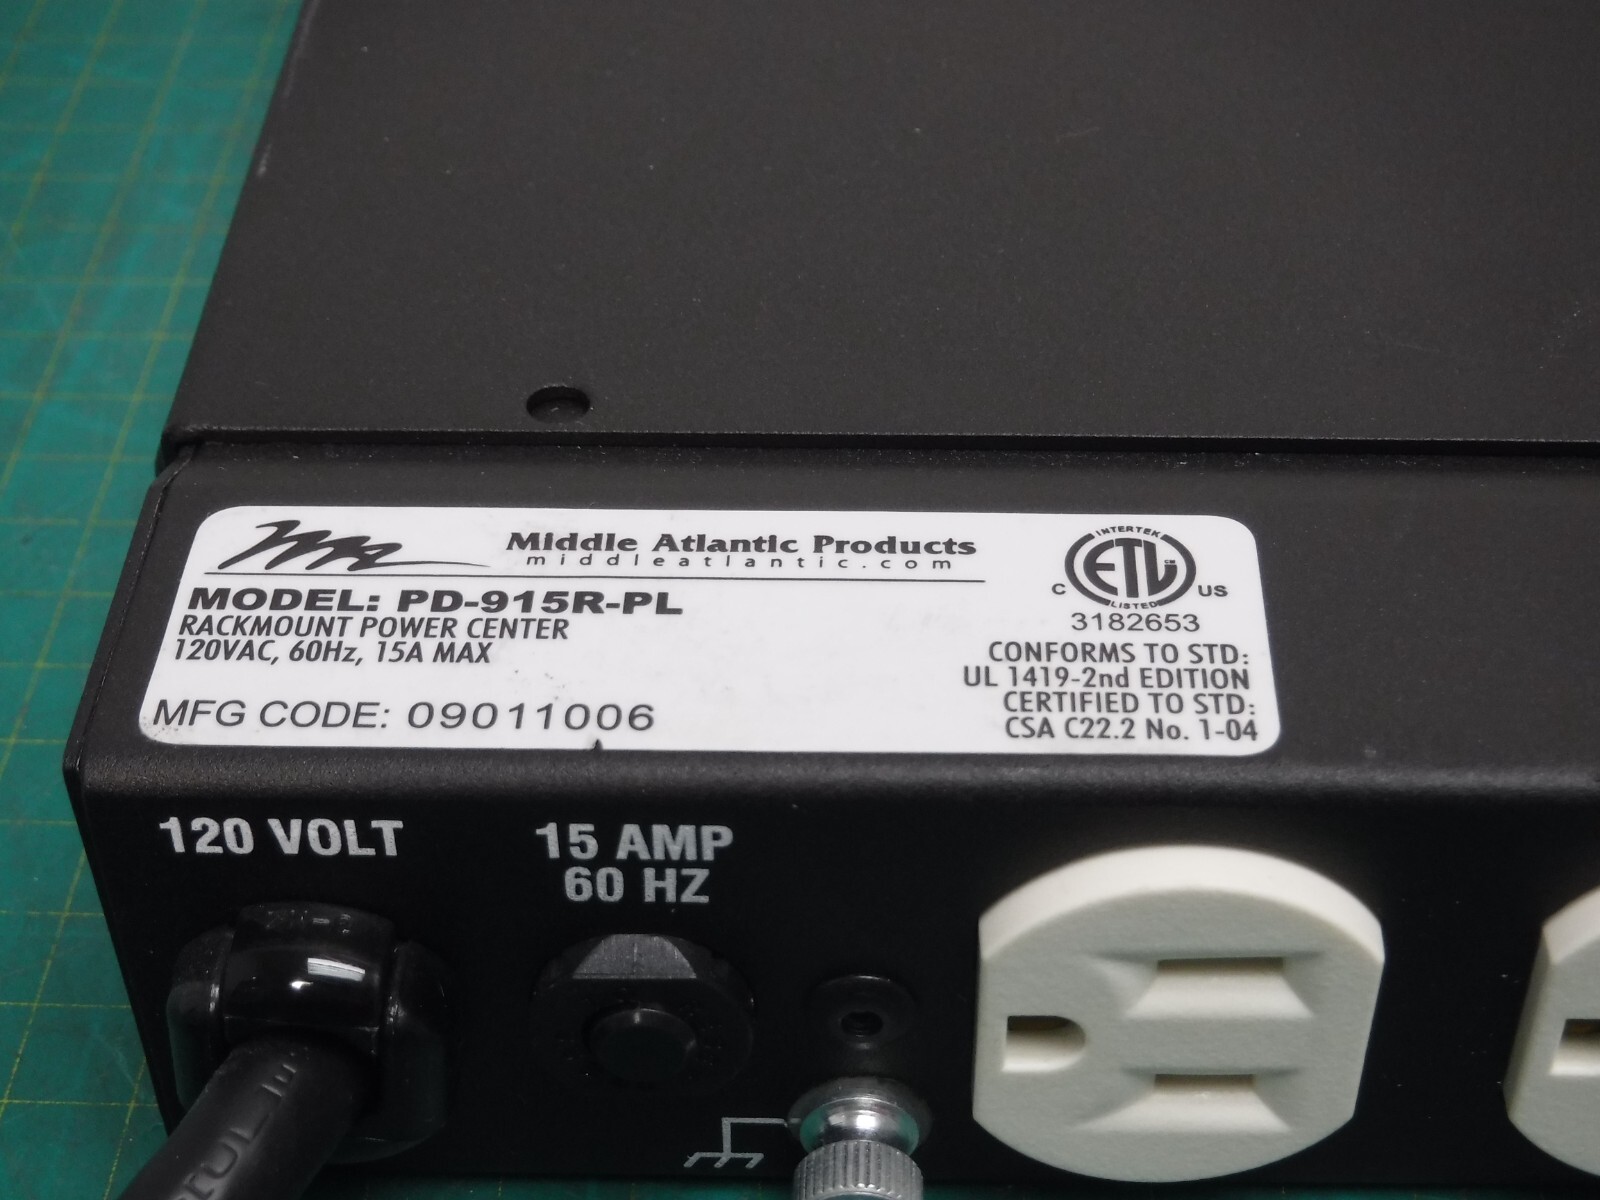 Middle Atlantic Products
middleatlantic.com
MODEL: PD-915R-PL
RACKMOUNT POWER CENTER
120VAC, 60Hz, 15A MAX
MFG CODE: 09011006
INTERTEK
ETL
CM
LISTED
C US
3182653
CONFORMS TO STD:
UL 1419-2nd EDITION
CERTIFIED TO STD:
CSA C22.2 No. 1-04
120 VOLT
15 AMP
60 HZ